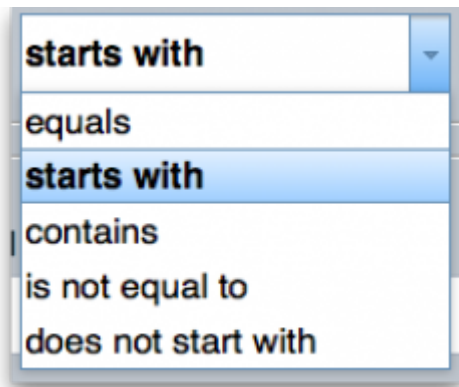 starts with
equals
starts with
contains
is not equal to
does not start with